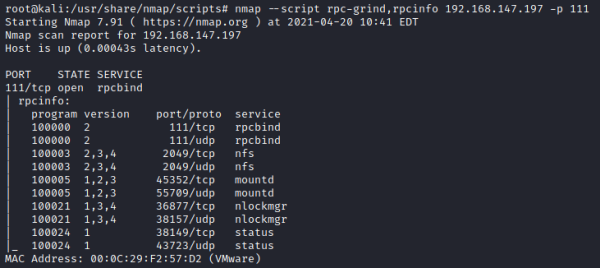 root@kali:/usr/share/nmap/scripts# nmap --script rpc-grind,rpcinfo 192.168.147.197 -p 111
Starting Nmap 7.91 ( https://nmap.org ) at 2021-04-20 10:41 EDT
Nmap scan report for 192.168.147.197
Host is up (0.00043s latency).

PORT    STATE SERVICE
111/tcp open  rpcbind
| rpcinfo:
|   program version    port/proto  service
|   100000  2            111/tcp   rpcbind
|   100000  2            111/udp   rpcbind
|   100003  2,3,4       2049/tcp   nfs
|   100003  2,3,4       2049/udp   nfs
|   100005  1,2,3      45352/tcp   mountd
|   100005  1,2,3      55709/udp   mountd
|   100021  1,3,4      36877/tcp   nlockmgr
|   100021  1,3,4      38157/udp   nlockmgr
|   100024  1          38149/tcp   status
|_  100024  1          43723/udp   status
MAC Address: 00:0C:29:F2:57:D2 (VMware)